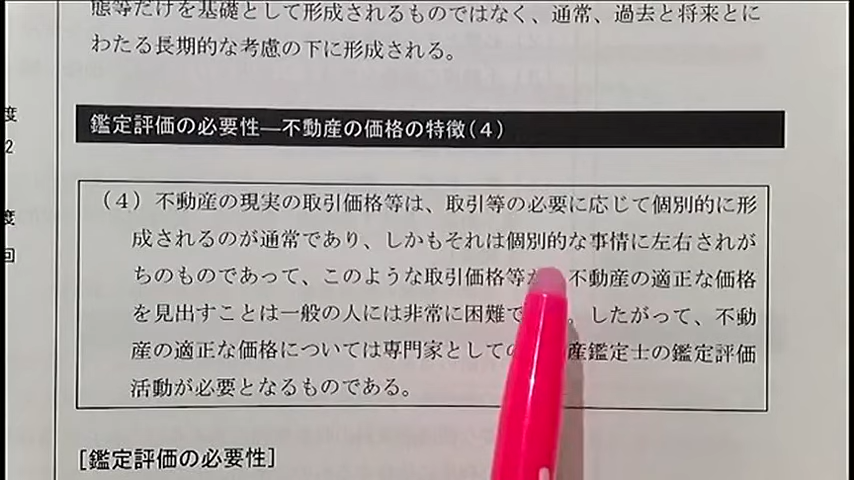 態等だけを基礎として形成されるものではなく、通常、過去と将来とに
わたる長期的な考慮の下に形成される。
度
2
鑑定評価の必要性―不動産の価格の特徴(4)
(4) 不動産の現実の取引価格等は、取引等の必要に応じて個別的に形
度
成されるのが通常であり、しかもそれは個別的な事情に左右されが
回
ちのものであって、このような取引価格等か 不動産の適正な価格
を見出すことは一般の人には非常に困難で 。したがって、不動
産の適正な価格については専門家として 産鑑定士の鑑定評価
活動が必要となるものである。
[鑑定評価の必要性]